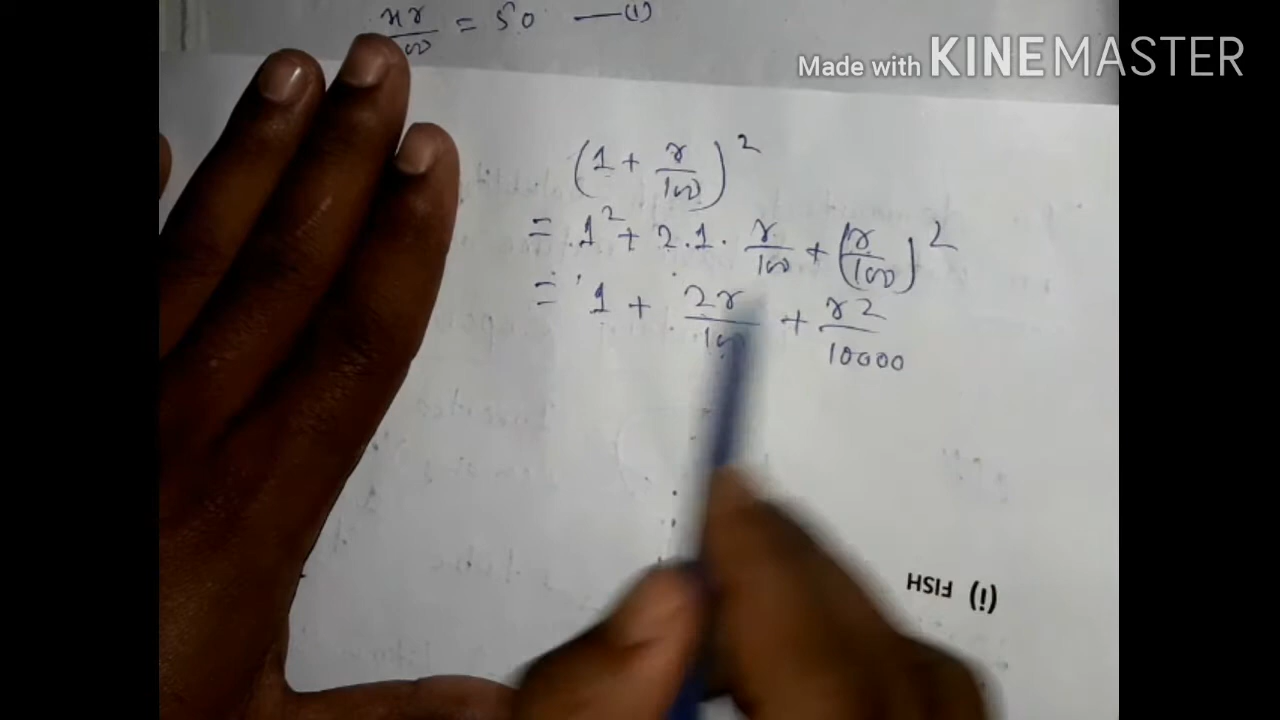 xr/100 = 50 —(1)
Made with KINEMASTER
(1 + r/100)²
= 1² + 2.1. r/100 + (r/100)²
= 1 + 2r/100 + r2/10000
(i) FISH